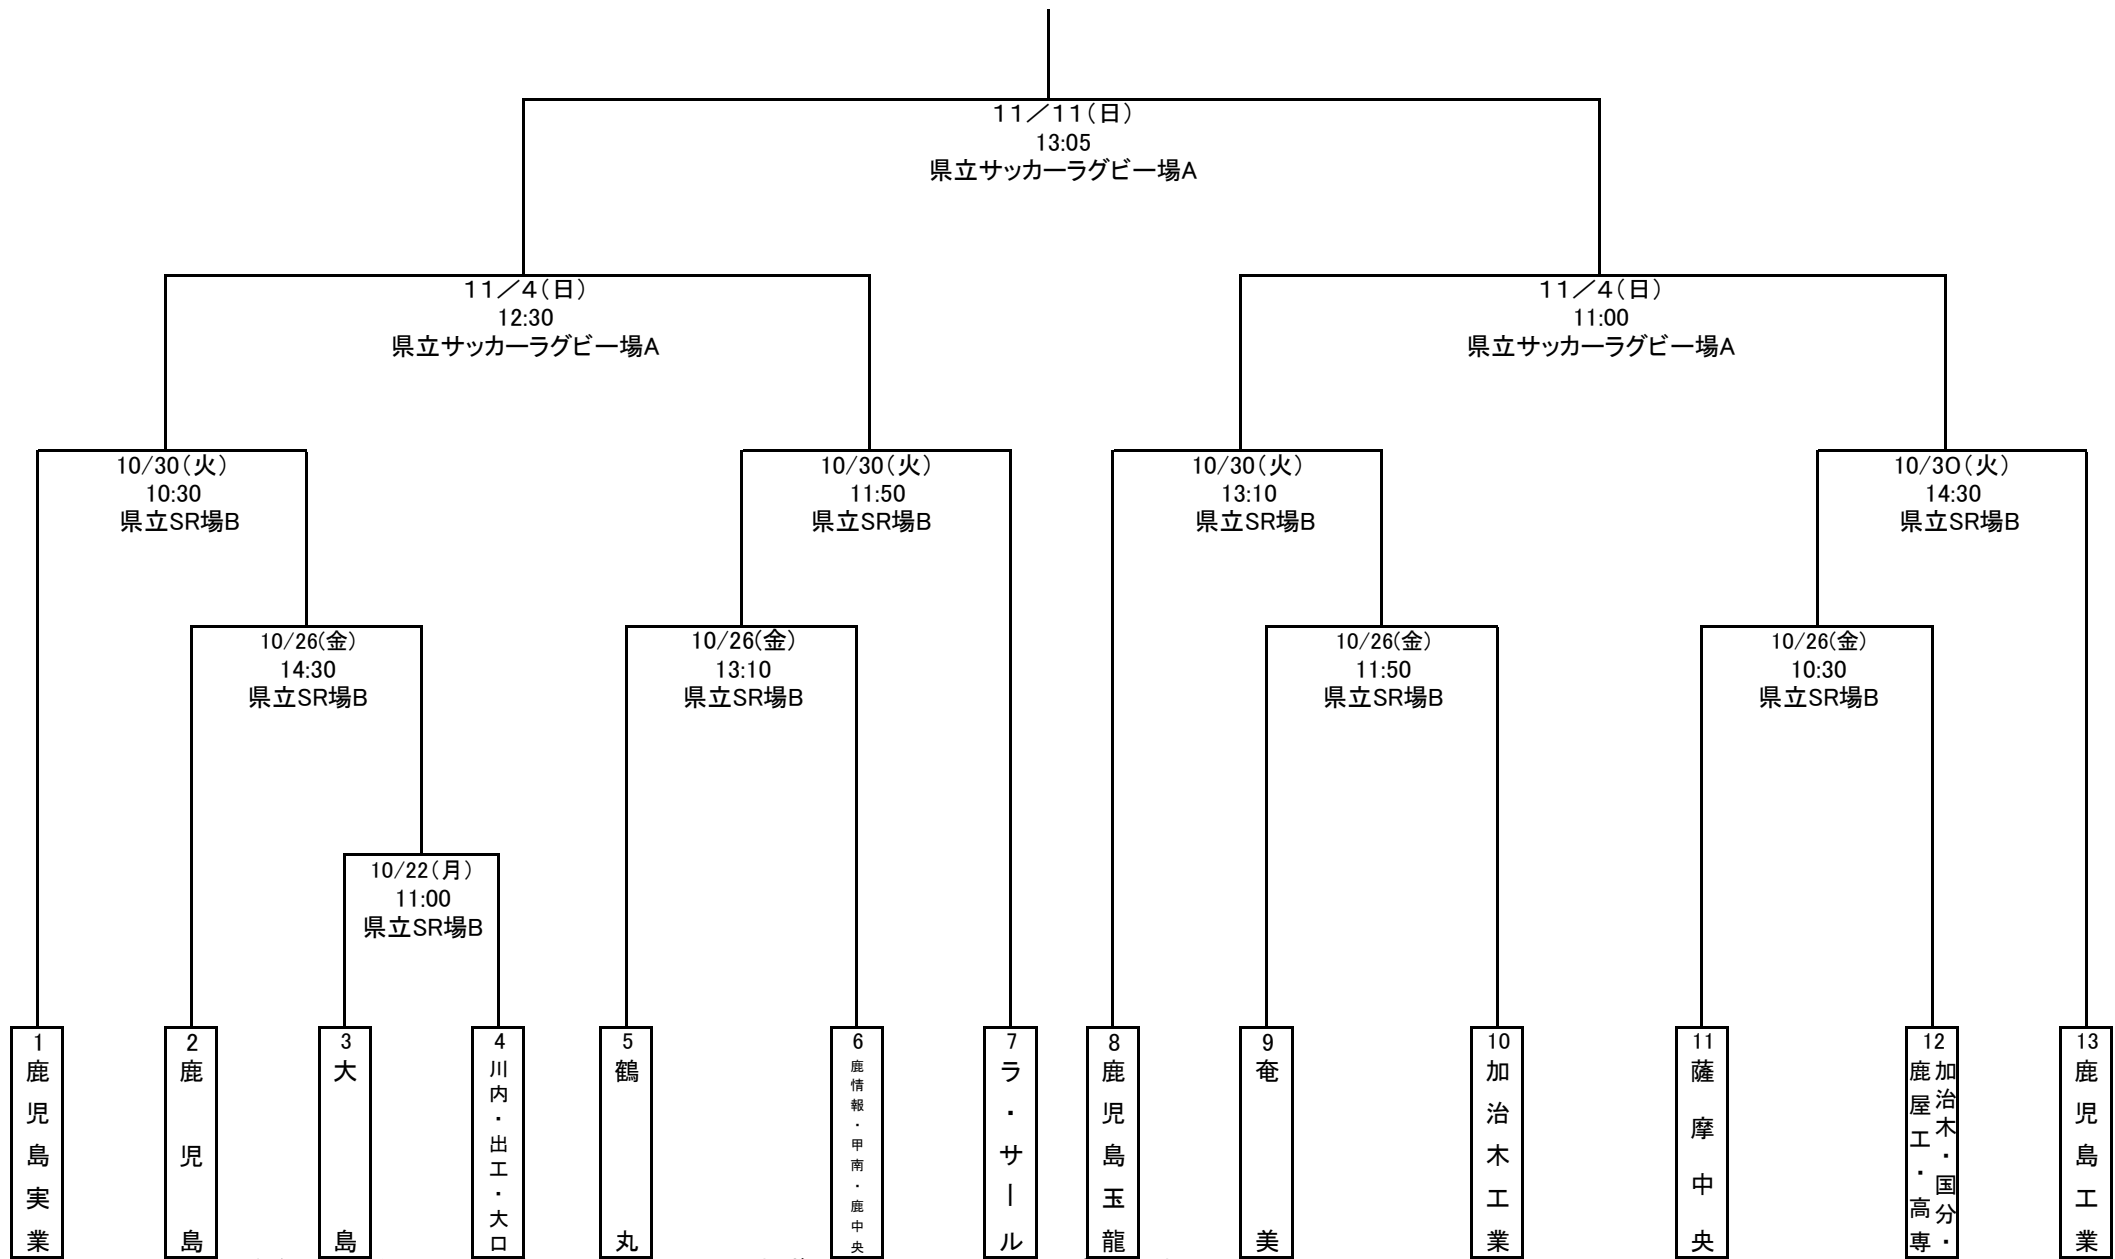 11／11(日)
13:05
県立サッカーラグビー場A
11／4(日)
12:30
県立サッカーラグビー場A
11／4(日)
11:00
県立サッカーラグビー場A
10/30(火)
10:30
県立SR場B
10/30(火)
11:50
県立SR場B
10/30(火)
13:10
県立SR場B
10/30(火)
14:30
県立SR場B
10/26(金)
14:30
県立SR場B
10/26(金)
13:10
県立SR場B
10/26(金)
11:50
県立SR場B
10/26(金)
10:30
県立SR場B
10/22(月)
11:00
県立SR場B
1
鹿児島実業
2
鹿児島
3
大島
4
川内・出工・大口
5
鶴丸
6
鹿情報・甲南・鹿中央
7
ラ・サール
8
鹿児島玉龍
9
奄美
10
加治木工業
11
薩摩中央
12
加治木・国分・
鹿屋工・高専
13
鹿児島工業